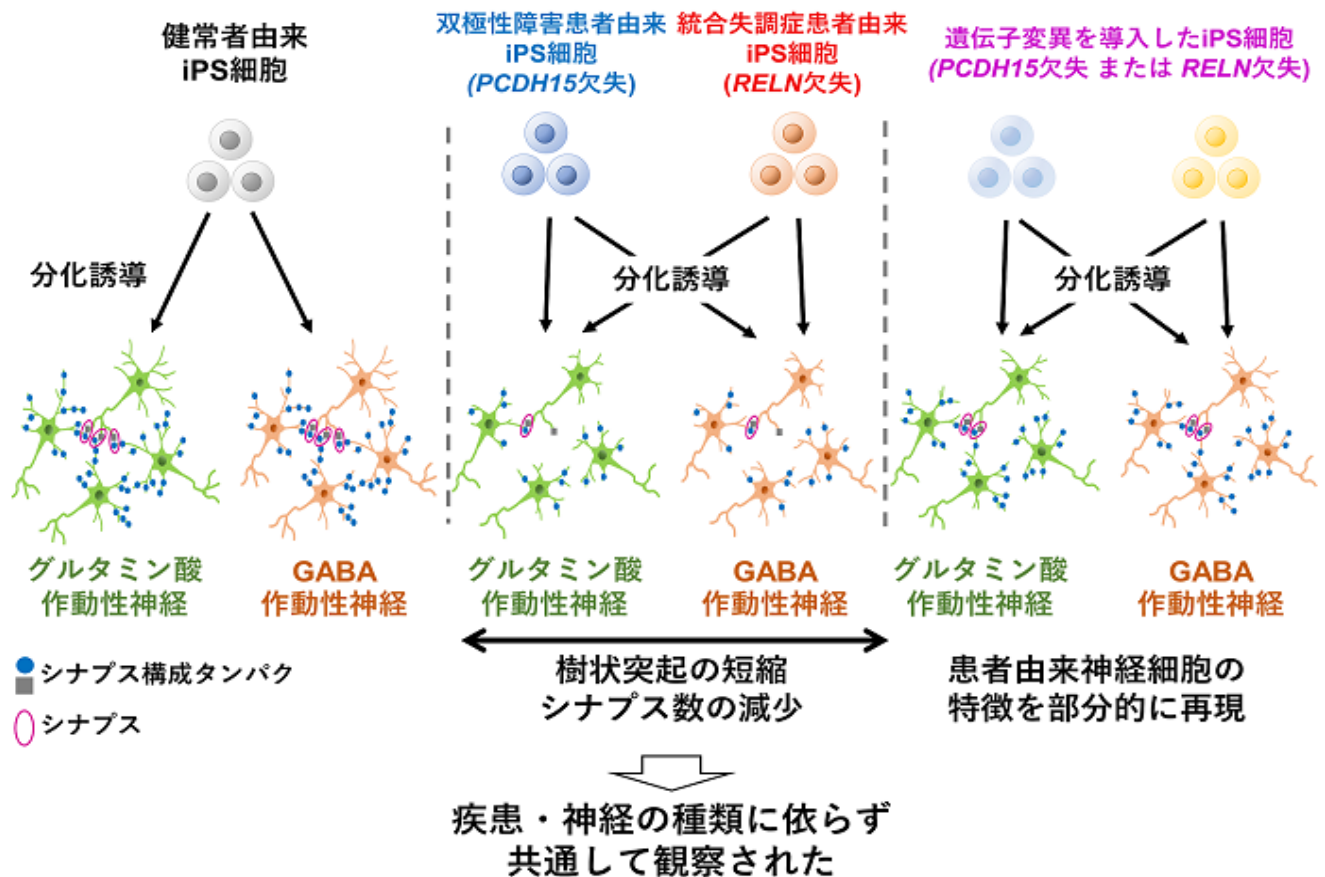 健常者由来
iPS細胞
双極性障害患者由来
iPS細胞
(PCDH15欠失)
統合失調症患者由来
iPS細胞
(RELN欠失)
遺伝子変異を導入したiPS細胞
(PCDH15欠失 または RELN欠失)
分化誘導
分化誘導
分化誘導
グルタミン酸
作動性神経
GABA
作動性神経
グルタミン酸
作動性神経
GABA
作動性神経
グルタミン酸
作動性神経
GABA
作動性神経
シナプス構成タンパク
シナプス
樹状突起の短縮
シナプス数の減少
患者由来神経細胞の
特徴を部分的に再現
疾患・神経の種類に依らず
共通して観察された